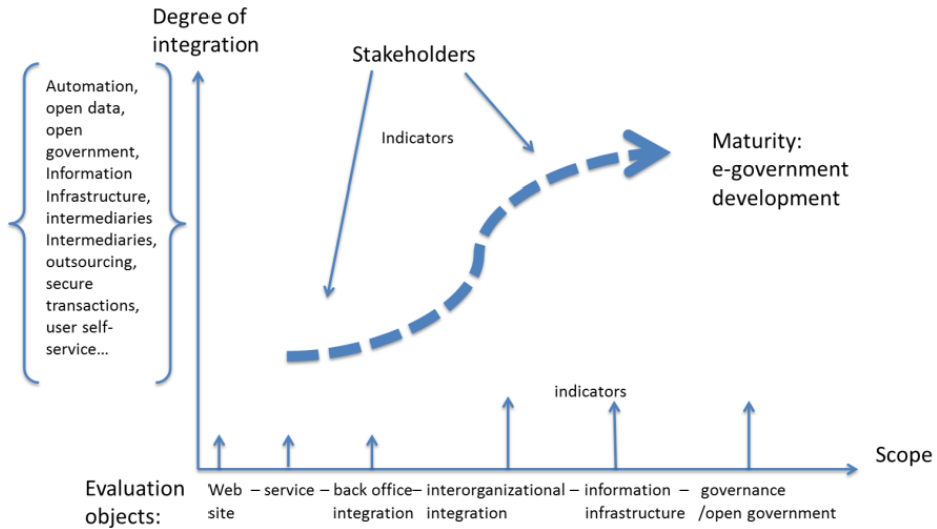 Degree of
integration
Stakeholders
Automation,
open data,
open
government,
Information
Infrastructure,
intermediaries
Intermediaries,
outsourcing,
secure
transactions,
user self-
service...
Indicators
Maturity:
e-government
development
indicators
Scope
Evaluation
objects:
Web – service – back office– interorganizational – information – governance
site integration integration infrastructure /open government